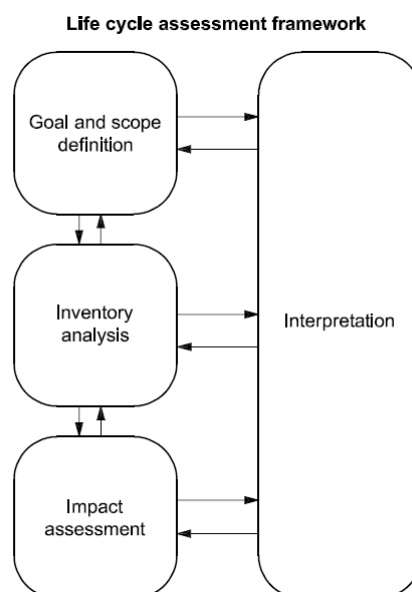 Life cycle assessment framework
Goal and scope
definition
Inventory
analysis
Interpretation
Impact
assessment